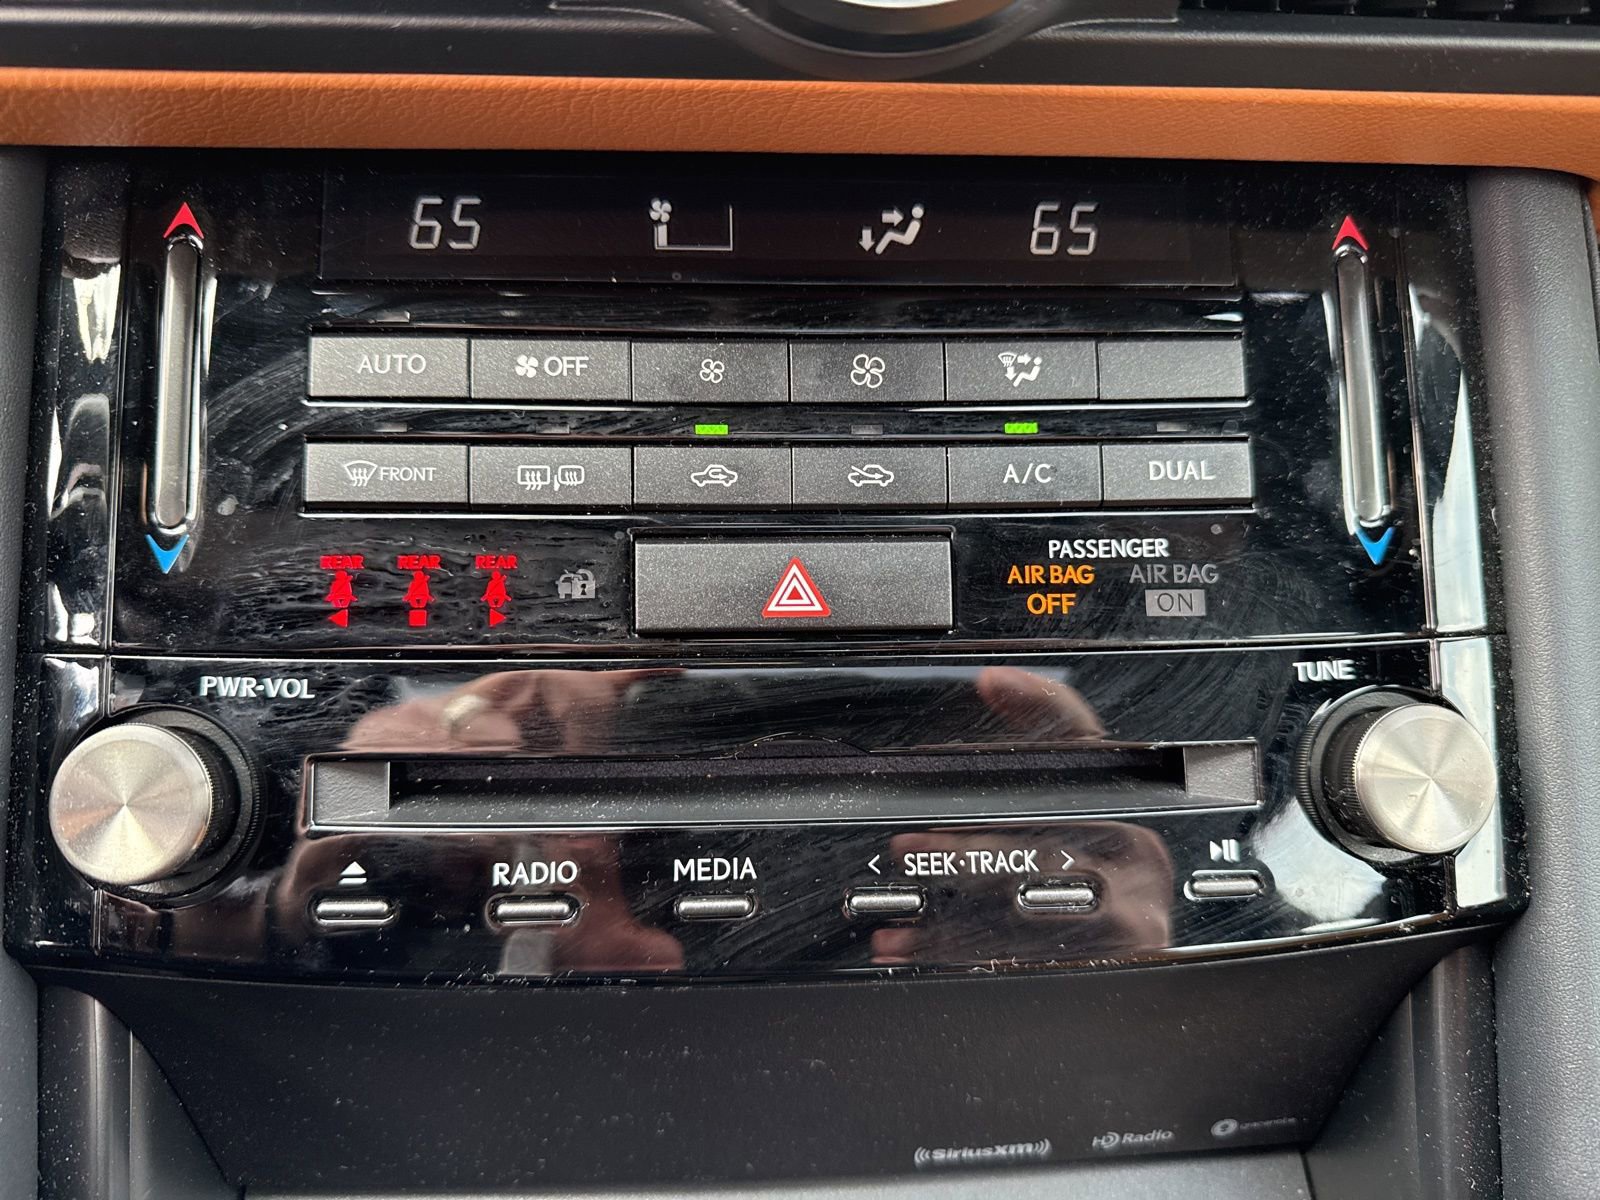 65 65
AUTO OFF
FRONT A/C DUAL
REAR REAR REAR
PASSENGER
AIR BAG OFF
AIR BAG ON
PWR-VOL
TUNE
RADIO MEDIA < SEEK·TRACK >
((SiriusXM)) HD Radio gracenote